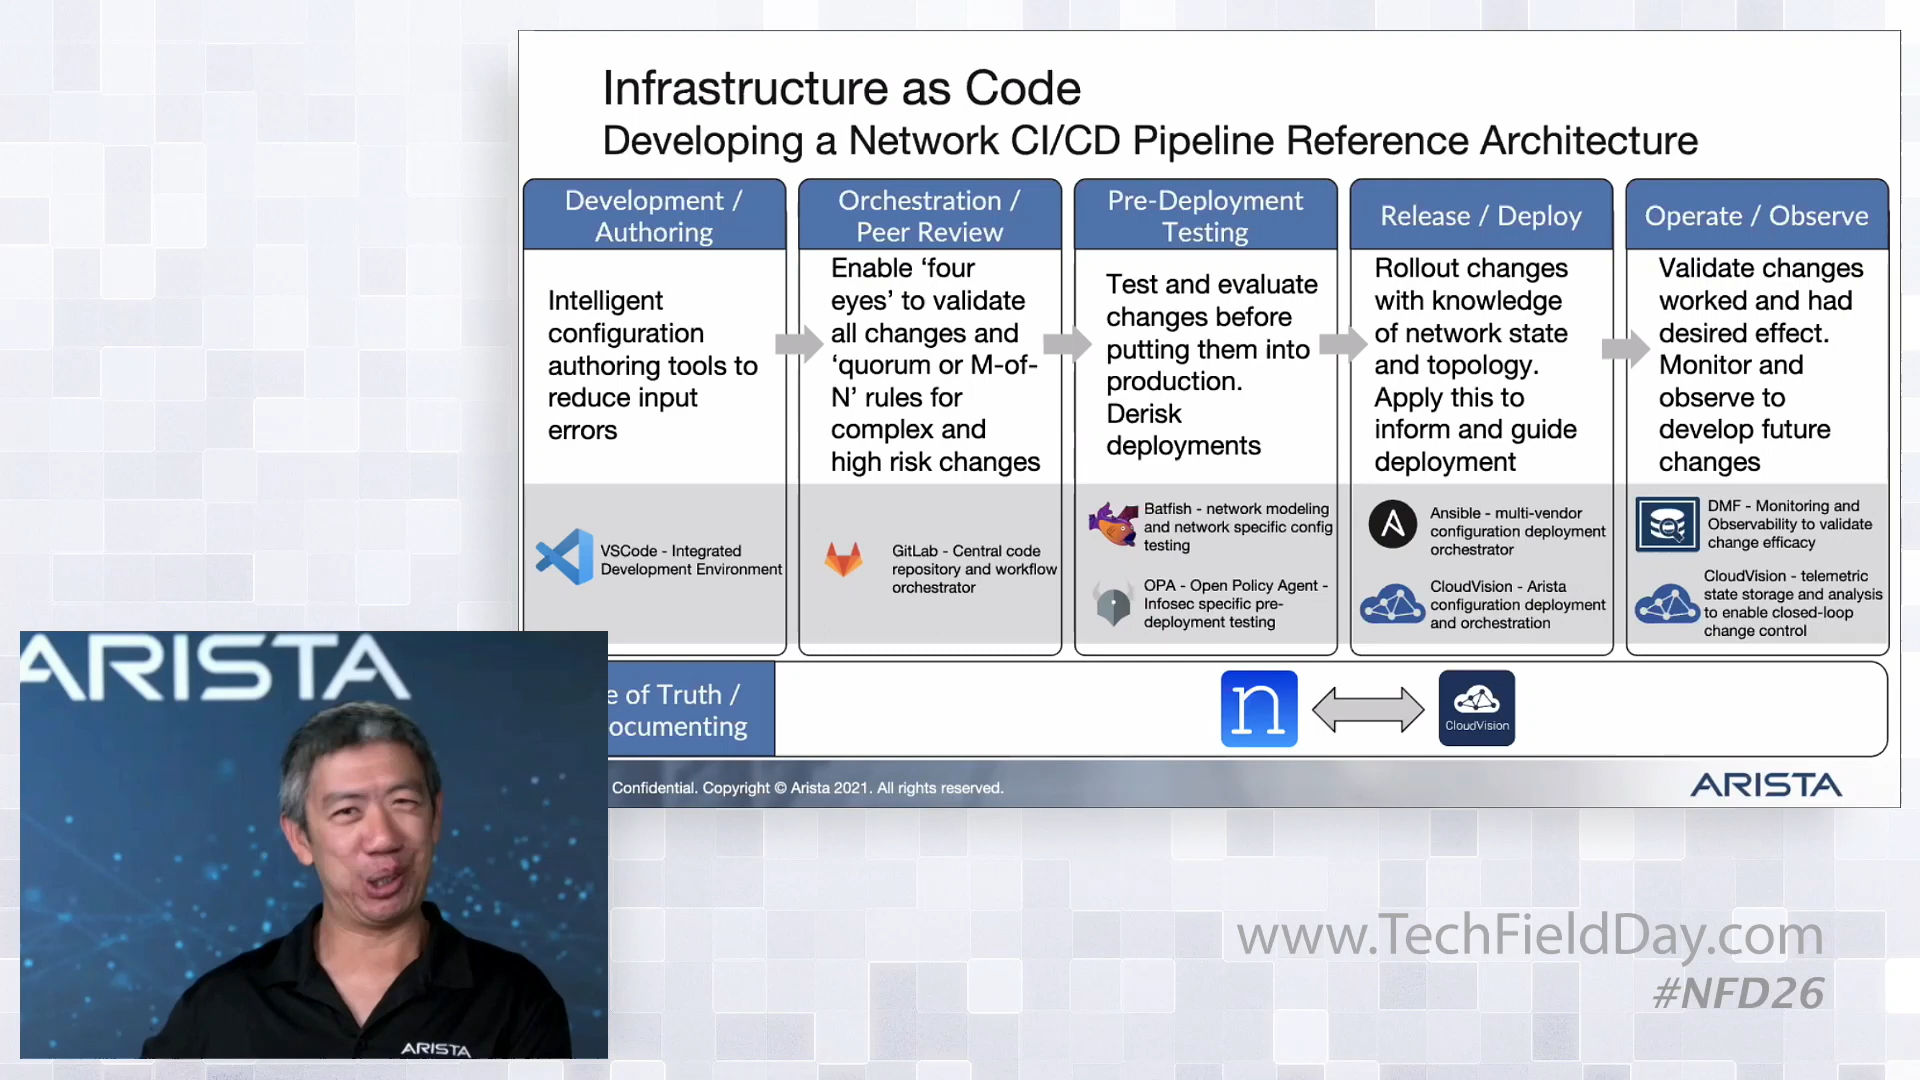 Infrastructure as Code
Developing a Network CI/CD Pipeline Reference Architecture
Development /
Authoring
Intelligent
configuration
authoring tools to
reduce input
errors
VSCode - Integrated
Development Environment
Orchestration /
Peer Review
Enable ‘four
eyes’ to validate
all changes and
‘quorum or M-of-
N’ rules for
complex and
high risk changes
GitLab - Central code
repository and workflow
orchestrator
Pre-Deployment
Testing
Test and evaluate
changes before
putting them into
production.
Derisk
deployments
Batfish - network modeling
and network specific config
testing
OPA - Open Policy Agent -
Infosec specific pre-
deployment testing
Release / Deploy
Rollout changes
with knowledge
of network state
and topology.
Apply this to
inform and guide
deployment
A
Ansible - multi-vendor
configuration deployment
orchestrator
CloudVision - Arista
configuration deployment
and orchestration
Operate / Observe
Validate changes
worked and had
desired effect.
Monitor and
observe to
develop future
changes
DMF - Monitoring and
Observability to validate
change efficacy
CloudVision - telemetric
state storage and analysis
to enable closed-loop
change control
e of Truth /
ocumenting
n
CloudVision
Confidential. Copyright © Arista 2021. All rights reserved.
ARISTA
ARISTA
ARISTA
www.TechFieldDay.com
#NFD26